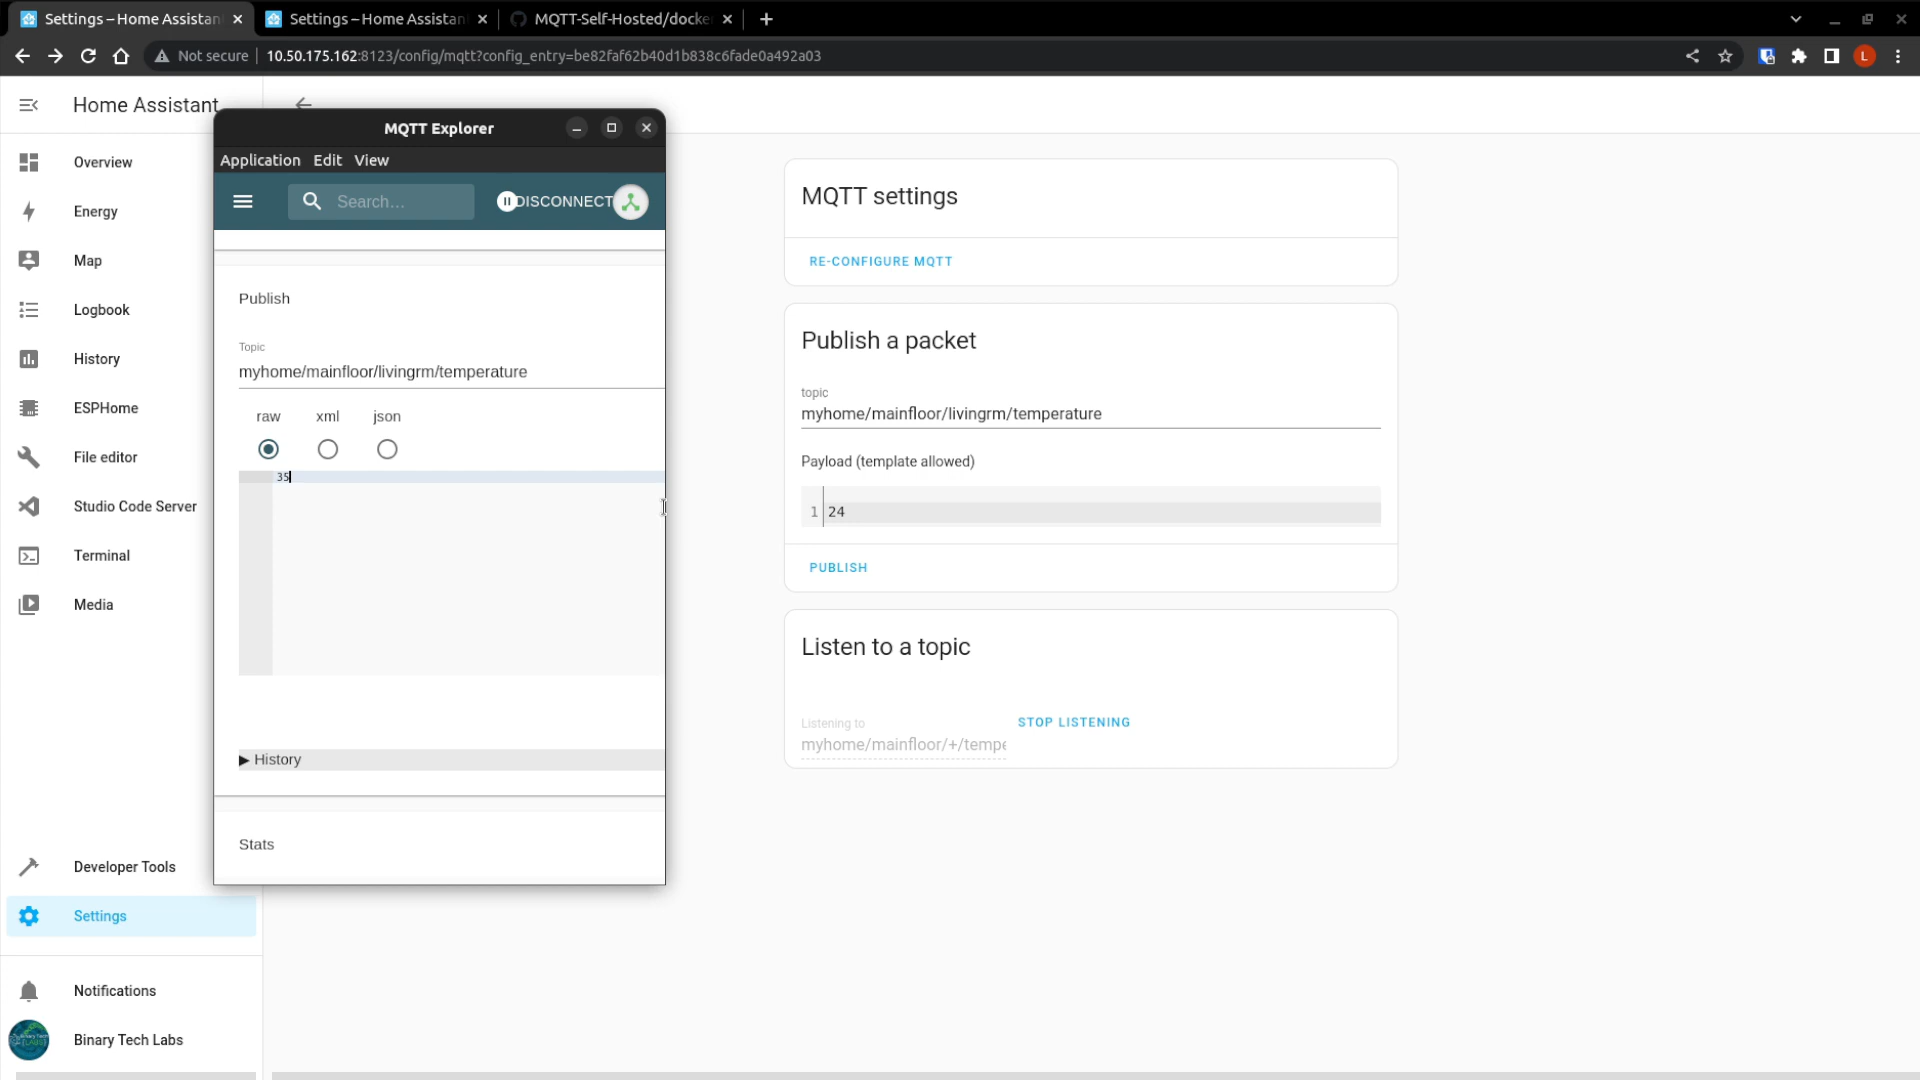 Settings – Home Assistan
Settings – Home Assistan
MQTT-Self-Hosted/docke
Not secure
10.50.175.162:8123/config/mqtt?config_entry=be82faf62b40d1b838c6fade0a492a03
L
Home Assistant
Overview
Energy
Map
Logbook
History
ESPHome
File editor
Studio Code Server
Terminal
Media
Developer Tools
Settings
Notifications
Binary Tech Labs
MQTT Explorer
Application Edit View
Search...
DISCONNECT
Publish
Topic
myhome/mainfloor/livingrm/temperature
raw xml json
35
▶ History
Stats
MQTT settings
RE-CONFIGURE MQTT
Publish a packet
topic
myhome/mainfloor/livingrm/temperature
Payload (template allowed)
1 24
PUBLISH
Listen to a topic
Listening to
myhome/mainfloor/+/tempe
STOP LISTENING